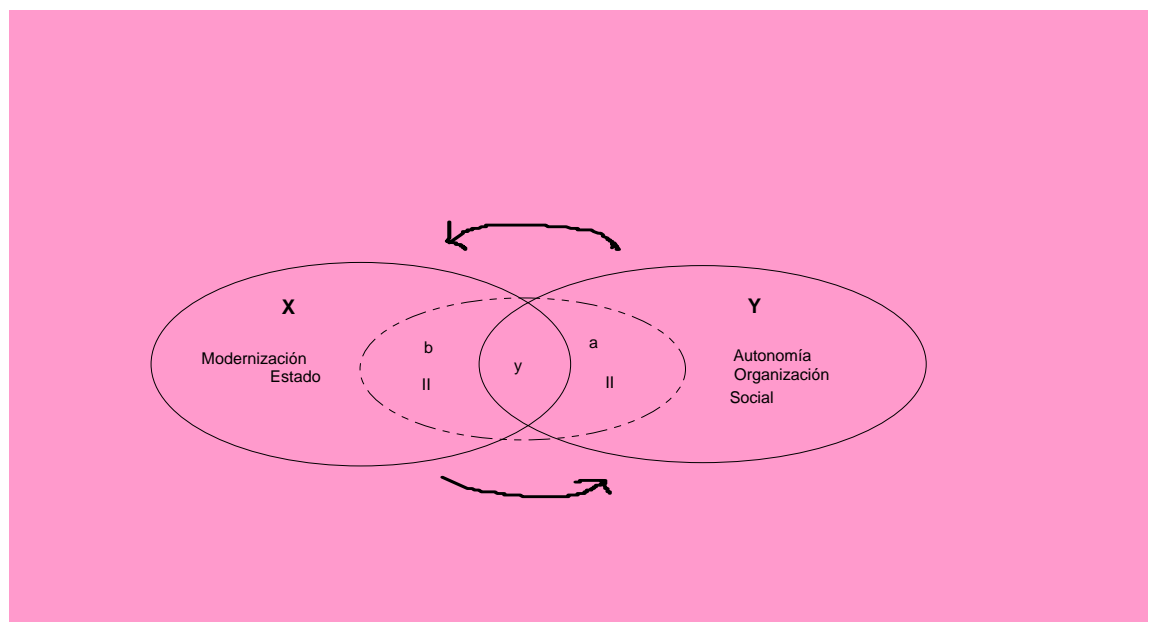 X
Y
b
a
Modernización
Estado
y
II
II
Autonomía
Organización
Social